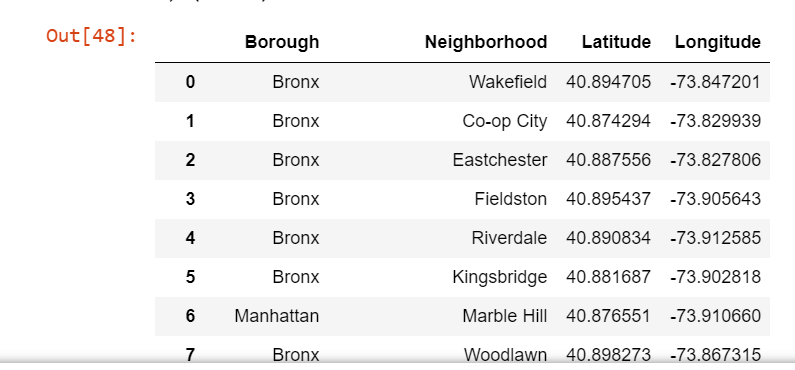 Out[48]:
Borough Neighborhood Latitude Longitude
0 Bronx Wakefield 40.894705 -73.847201
1 Bronx Co-op City 40.874294 -73.829939
2 Bronx Eastchester 40.887556 -73.827806
3 Bronx Fieldston 40.895437 -73.905643
4 Bronx Riverdale 40.890834 -73.912585
5 Bronx Kingsbridge 40.881687 -73.902818
6 Manhattan Marble Hill 40.876551 -73.910660
7 Bronx Woodlawn 40.898273 -73.867315